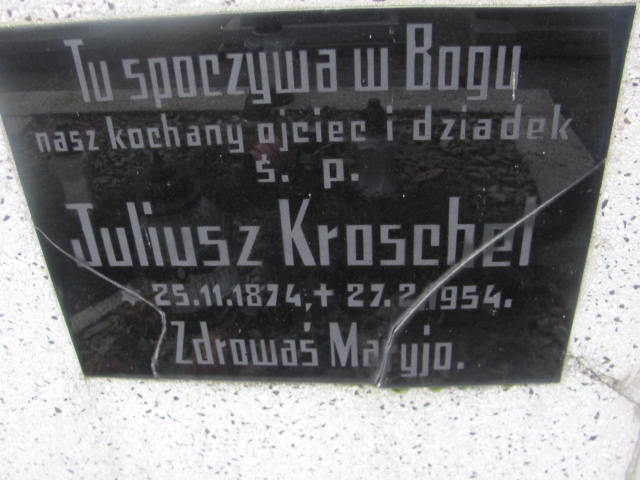 Tu spoczywa w Bogu
nasz kochany ojciec i dziadek
ś. p.
Juliusz Kroschel
* 25.11.1874, + 27.2.1954.
Zdrowaś Maryjo.